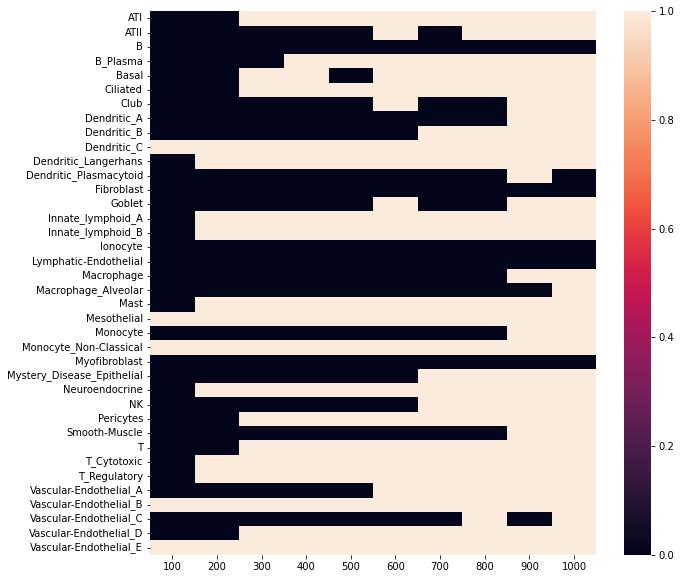 ATI
ATII
B
B_Plasma
Basal
Ciliated
Club
Dendritic_A
Dendritic_B
Dendritic_C
Dendritic_Langerhans
Dendritic_Plasmacytoid
Fibroblast
Goblet
Innate_lymphoid_A
Innate_lymphoid_B
Ionocyte
Lymphatic-Endothelial
Macrophage
Macrophage_Alveolar
Mast
Mesothelial
Monocyte
Monocyte_Non-Classical
Myofibroblast
Mystery_Disease_Epithelial
Neuroendocrine
NK
Pericytes
Smooth-Muscle
T
T_Cytotoxic
T_Regulatory
Vascular-Endothelial_A
Vascular-Endothelial_B
Vascular-Endothelial_C
Vascular-Endothelial_D
Vascular-Endothelial_E
100 200 300 400 500 600 700 800 900 1000
1.0
0.8
0.6
0.4
0.2
0.0